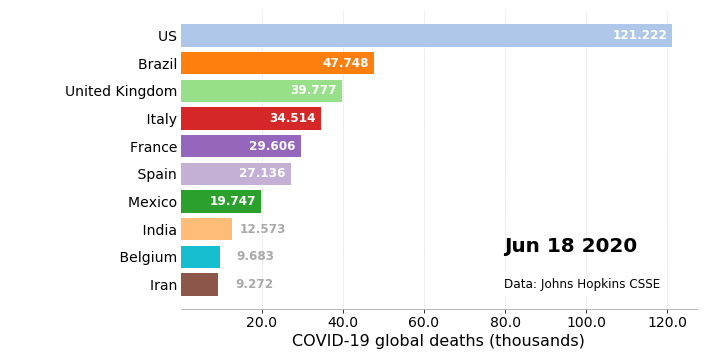 US 121.222
Brazil 47.748
United Kingdom 39.777
Italy 34.514
France 29.606
Spain 27.136
Mexico 19.747
India 12.573
Belgium 9.683
Iran 9.272
Jun 18 2020
Data: Johns Hopkins CSSE
20.0 40.0 60.0 80.0 100.0 120.0
COVID-19 global deaths (thousands)